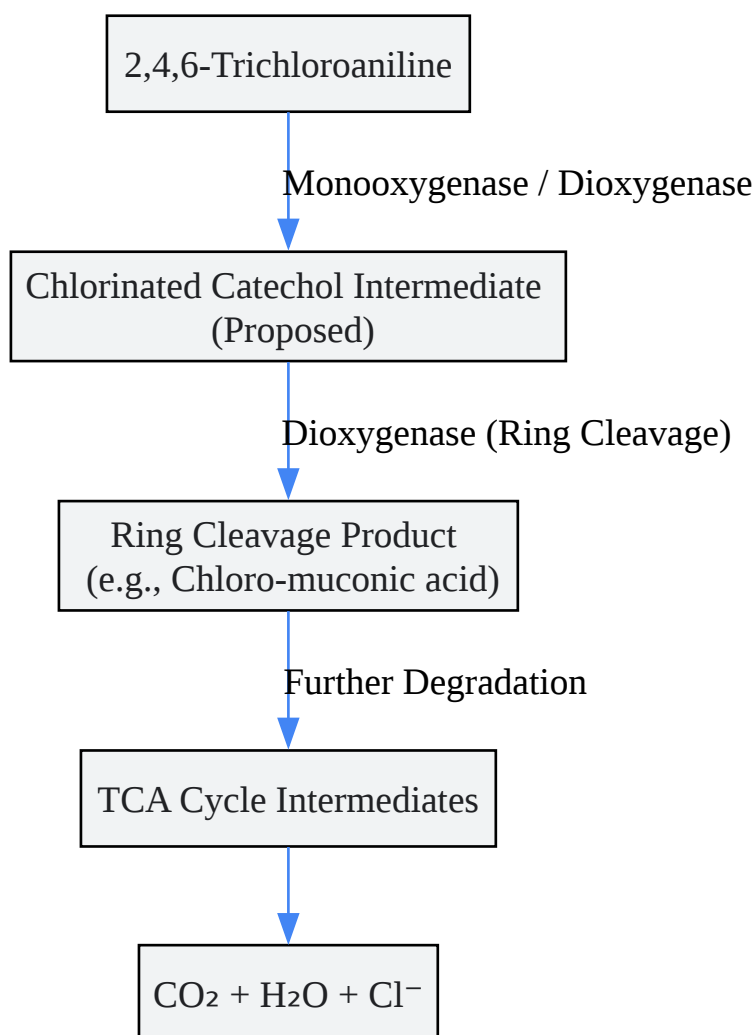 2,4,6-Trichloroaniline
Monooxygenase / Dioxygenase
Chlorinated Catechol Intermediate
(Proposed)
Dioxygenase (Ring Cleavage)
Ring Cleavage Product
(e.g., Chloro-muconic acid)
Further Degradation
TCA Cycle Intermediates
CO₂ + H₂O + Cl⁻